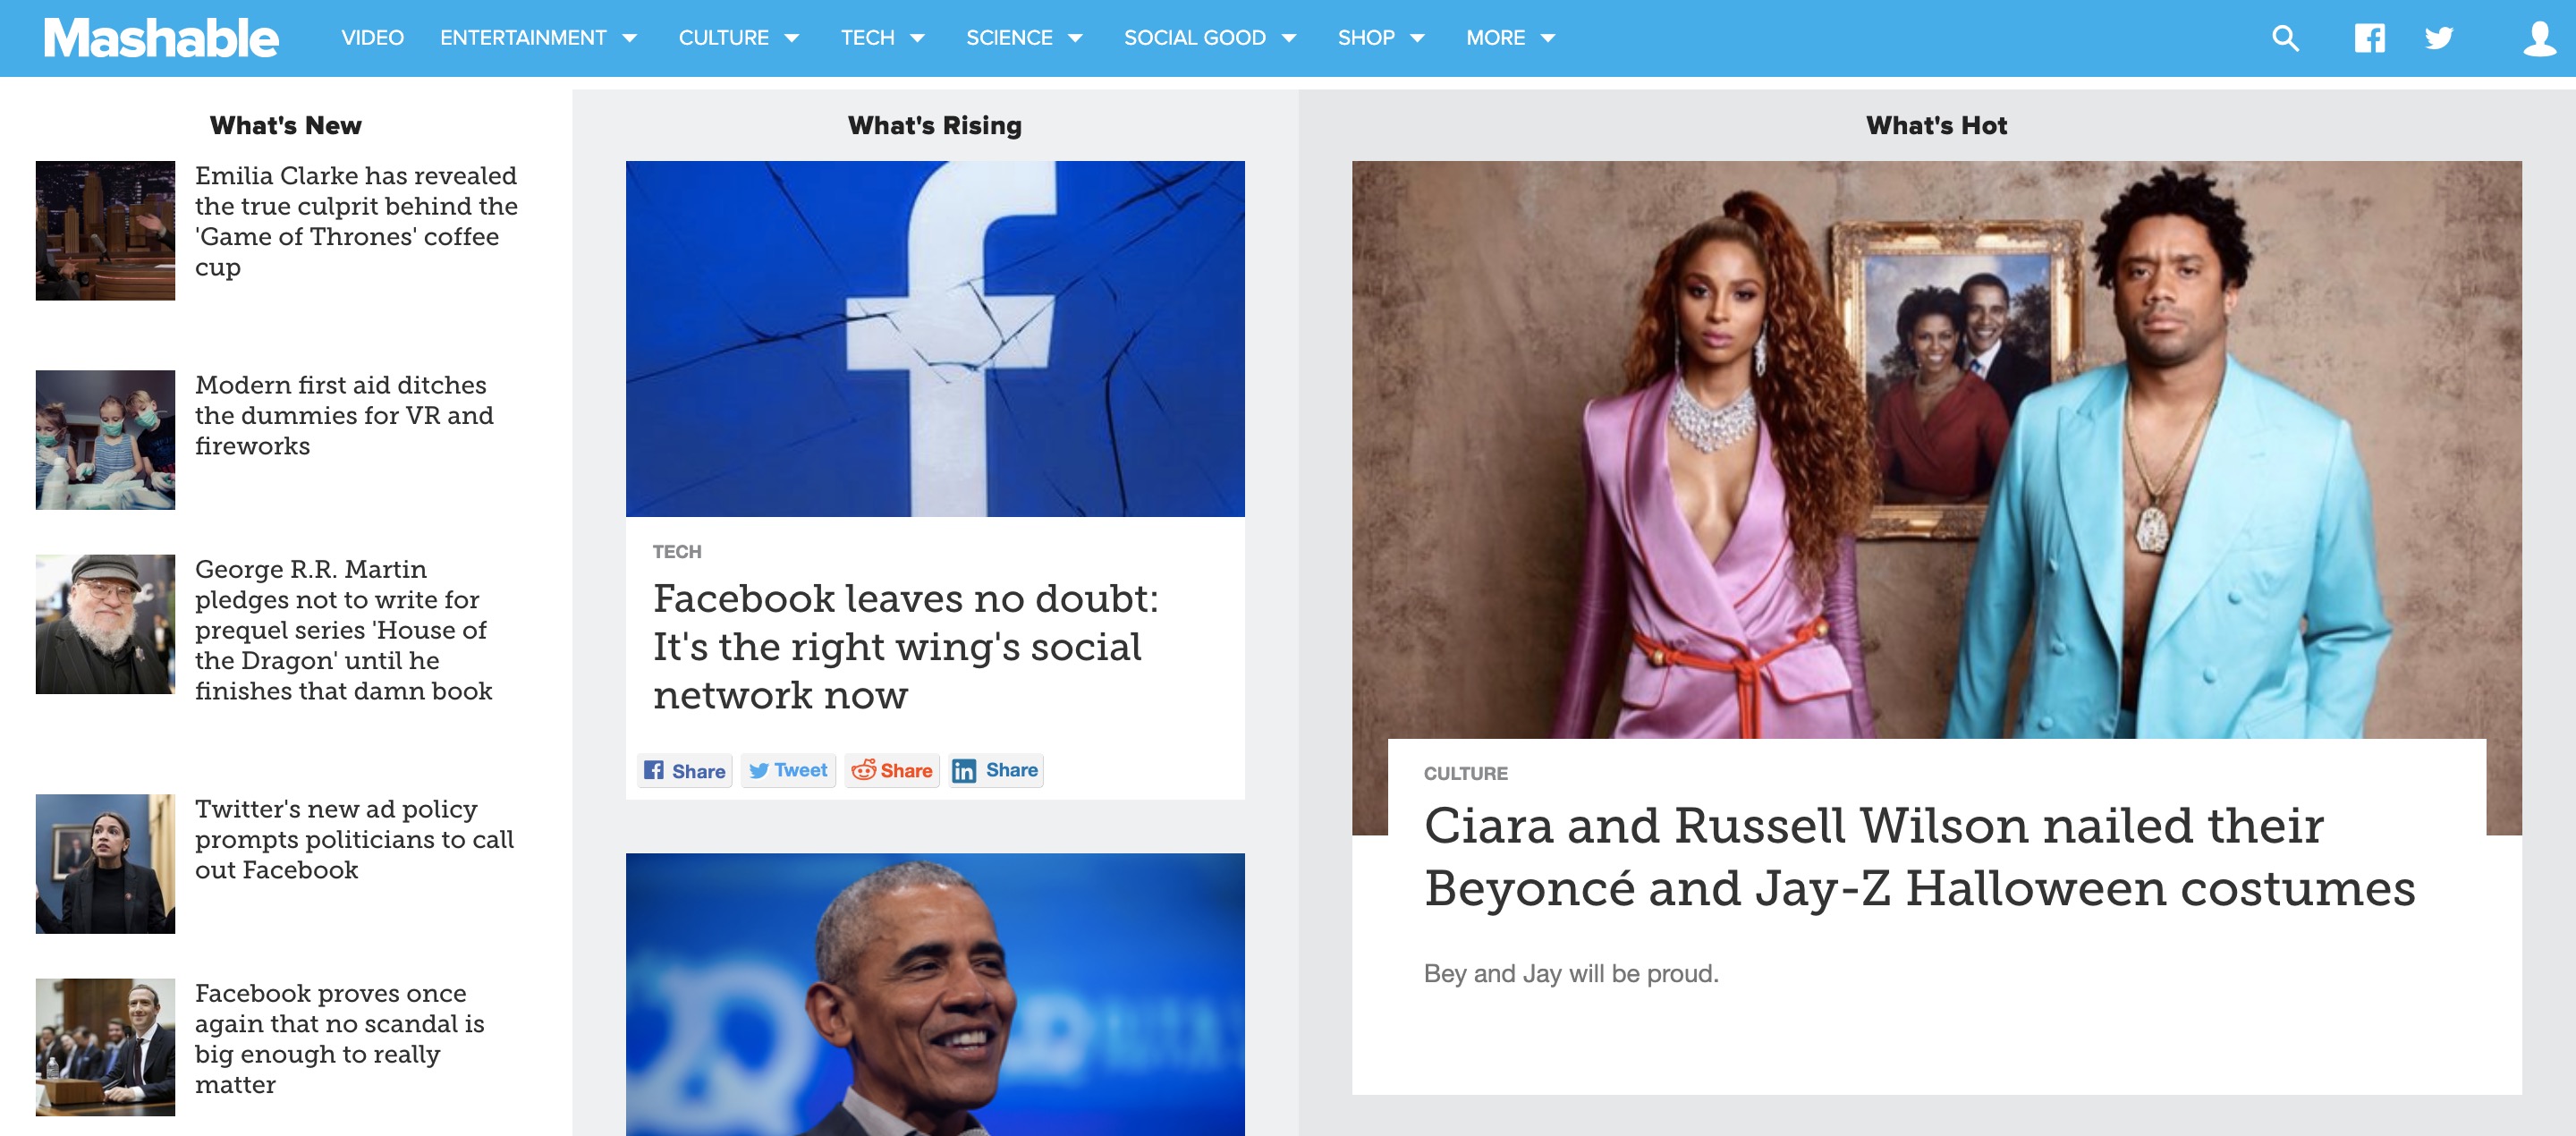 Mashable
VIDEO ENTERTAINMENT CULTURE TECH SCIENCE SOCIAL GOOD SHOP MORE
What's New
Emilia Clarke has revealed
the true culprit behind the
'Game of Thrones' coffee
cup
Modern first aid ditches
the dummies for VR and
fireworks
George R.R. Martin
pledges not to write for
prequel series 'House of
the Dragon' until he
finishes that damn book
Twitter's new ad policy
prompts politicians to call
out Facebook
Facebook proves once
again that no scandal is
big enough to really
matter
What's Rising
TECH
Facebook leaves no doubt:
It's the right wing's social
network now
Share Tweet Share Share
What's Hot
CULTURE
Ciara and Russell Wilson nailed their
Beyoncé and Jay-Z Halloween costumes
Bey and Jay will be proud.